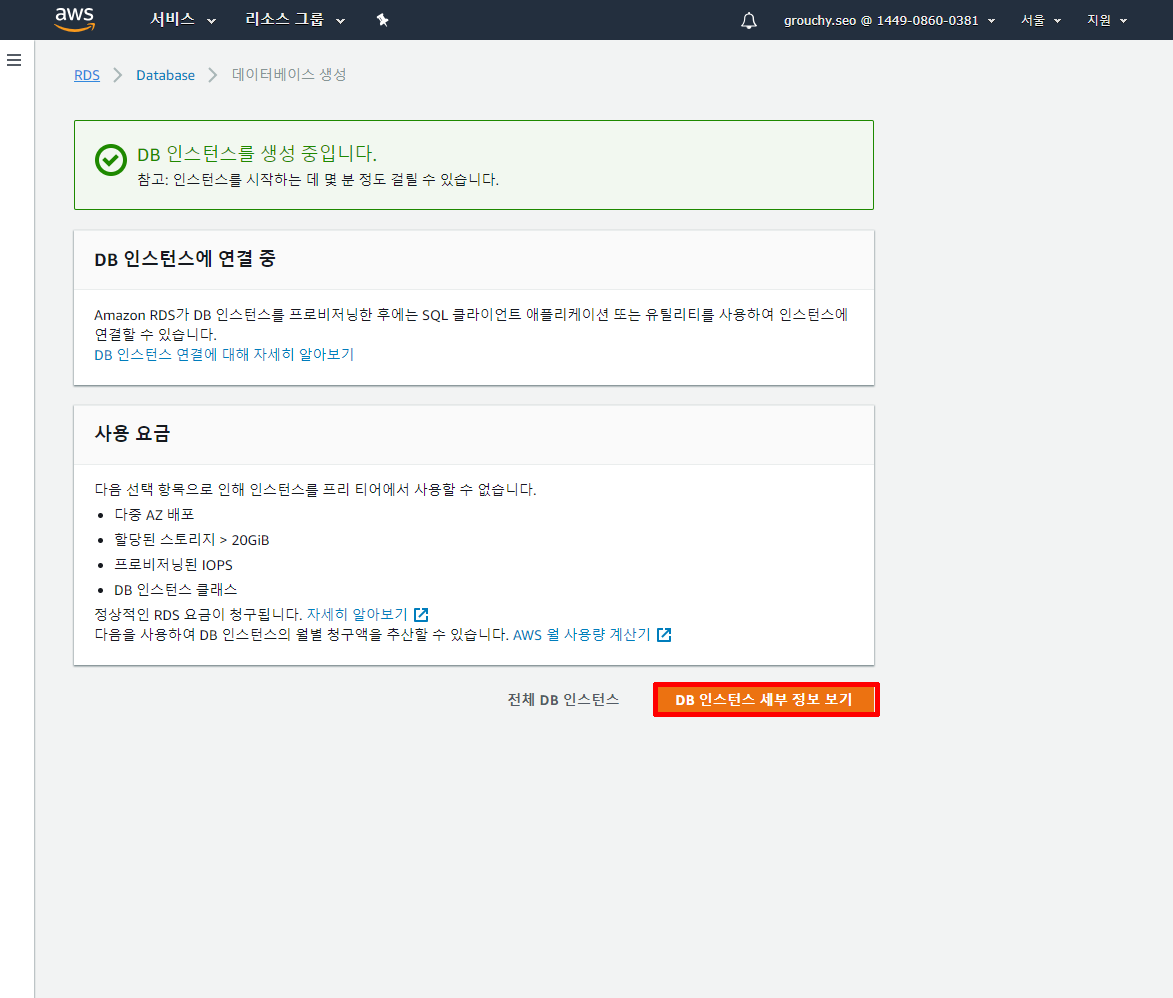 aws 서비스 리소스 그룹 grouchy.seo @ 1449-0860-0381 서울 지원
RDS Database 데이터베이스 생성
DB 인스턴스를 생성 중입니다.
참고: 인스턴스를 시작하는 데 몇 분 정도 걸릴 수 있습니다.
DB 인스턴스에 연결 중
Amazon RDS가 DB 인스턴스를 프로비저닝한 후에는 SQL 클라이언트 애플리케이션 또는 유틸리티를 사용하여 인스턴스에
연결할 수 있습니다.
DB 인스턴스 연결에 대해 자세히 알아보기
사용 요금
다음 선택 항목으로 인해 인스턴스를 프리 티어에서 사용할 수 없습니다.
• 다중 AZ 배포
• 할당된 스토리지 > 20GiB
• 프로비저닝된 IOPS
• DB 인스턴스 클래스
정상적인 RDS 요금이 청구됩니다. 자세히 알아보기
다음을 사용하여 DB 인스턴스의 월별 청구액을 추산할 수 있습니다. AWS 월 사용량 계산기
전체 DB 인스턴스 DB 인스턴스 세부 정보 보기